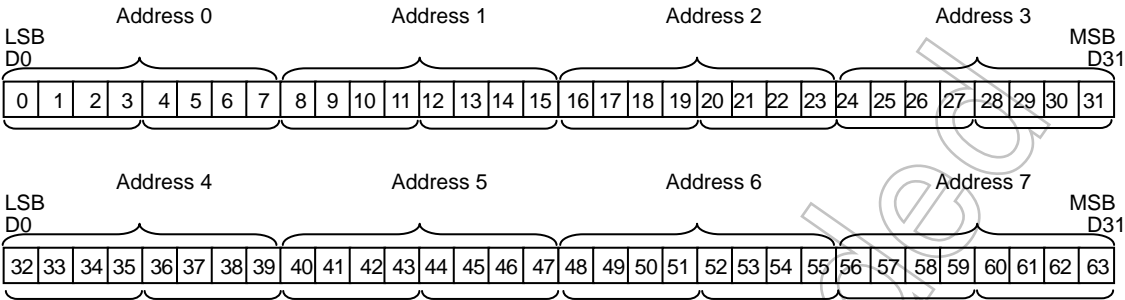 Address 0 Address 1 Address 2 Address 3
LSB MSB
D0 D31
0 1 2 3 4 5 6 7 8 9 10 11 12 13 14 15 16 17 18 19 20 21 22 23 24 25 26 27 28 29 30 31
Address 4 Address 5 Address 6 Address 7
LSB MSB
D0 D31
32 33 34 35 36 37 38 39 40 41 42 43 44 45 46 47 48 49 50 51 52 53 54 55 56 57 58 59 60 61 62 63